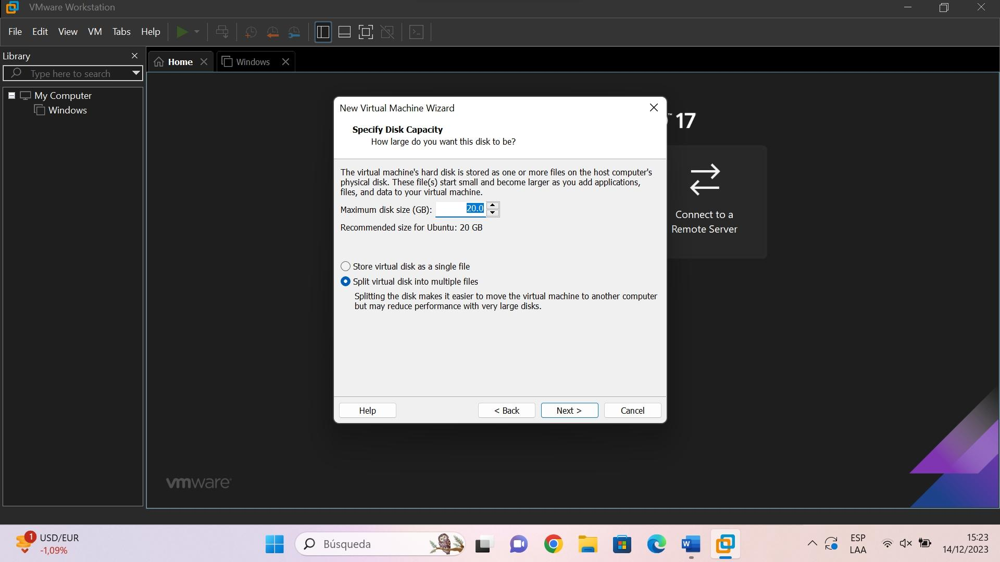 VMware Workstation
File Edit View VM Tabs Help
Library
Home
Windows
Type here to search
My Computer
Windows
New Virtual Machine Wizard
™ 17
Specify Disk Capacity
How large do you want this disk to be?
The virtual machine's hard disk is stored as one or more files on the host computer's
physical disk. These file(s) start small and become larger as you add applications,
files, and data to your virtual machine.
Maximum disk size (GB): 20.0
Recommended size for Ubuntu: 20 GB
Connect to a
Remote Server
Store virtual disk as a single file
Split virtual disk into multiple files
Splitting the disk makes it easier to move the virtual machine to another computer
but may reduce performance with very large disks.
Help
< Back
Next >
Cancel
vmware
1
USD/EUR
-1,09%
Búsqueda
W
ESP
LAA
15:23
14/12/2023